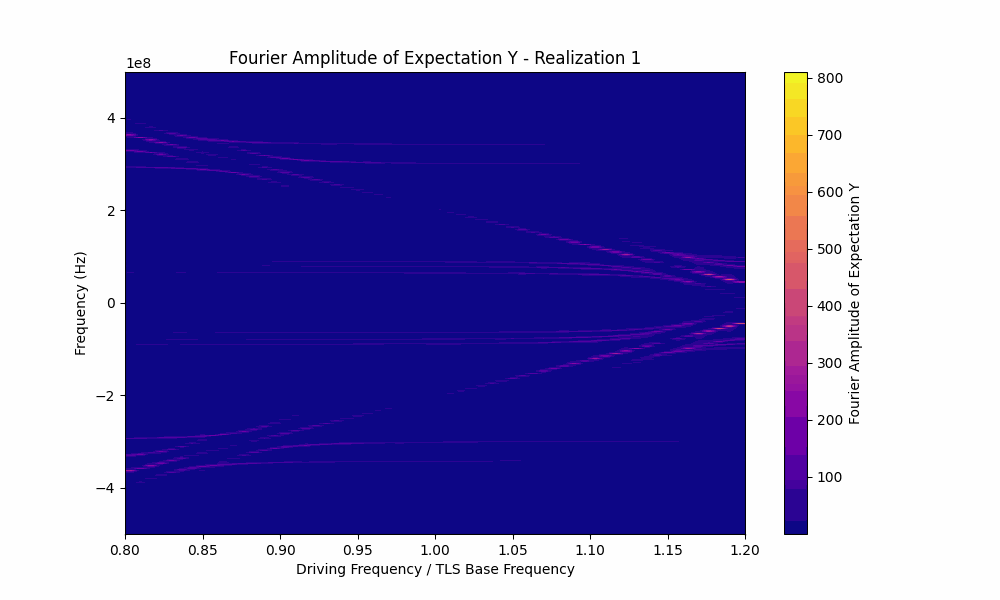 Fourier Amplitude of Expectation Y - Realization 1
1e8
4
2
0
−2
−4
Frequency (Hz)
0.80 0.85 0.90 0.95 1.00 1.05 1.10 1.15 1.20
Driving Frequency / TLS Base Frequency
800
700
600
500
400
300
200
100
Fourier Amplitude of Expectation Y